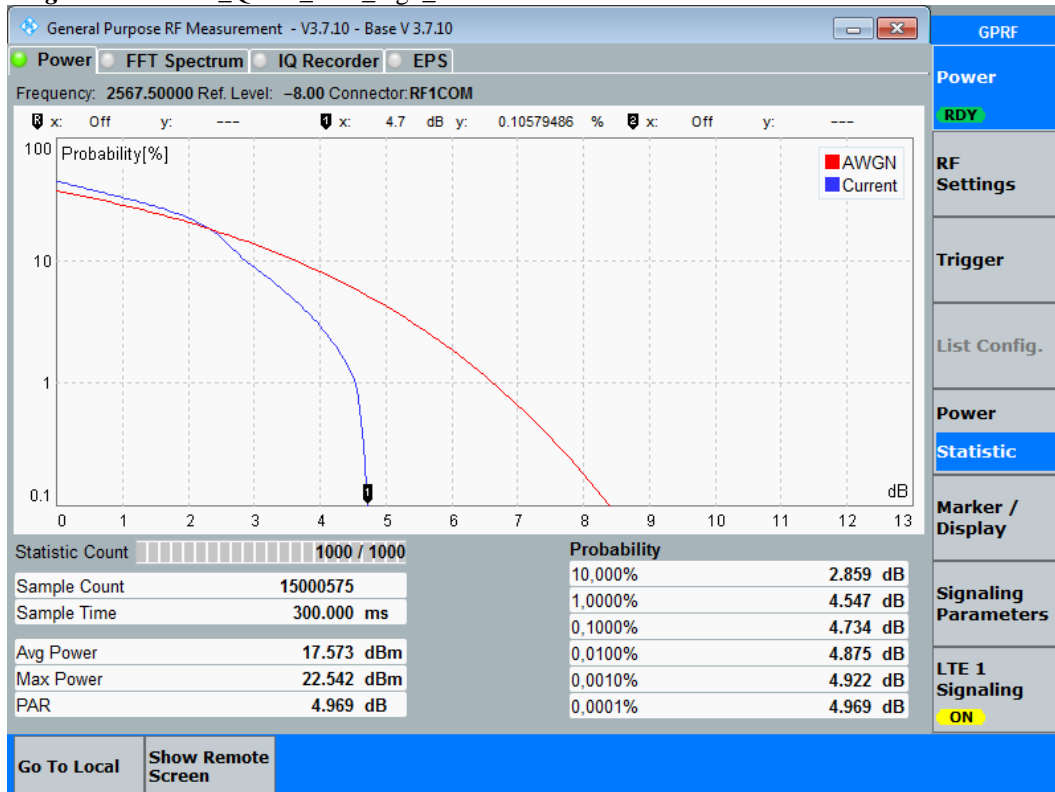 General Purpose RF Measurement - V3.7.10 - Base V 3.7.10
GPRF
Power FFT Spectrum IQ Recorder EPS
Frequency: 2567.50000 Ref. Level: -8.00 Connector:RF1COM
R x: Off y: --- 1 x: 4.7 dB y: 0.10579486 % 2 x: Off y: ---
Probability[%]
100
10
1
0.1
AWGN
Current
dB
0 1 2 3 4 5 6 7 8 9 10 11 12 13
1
Statistic Count 1000 / 1000
Sample Count 15000575
Sample Time 300.000 ms
Avg Power 17.573 dBm
Max Power 22.542 dBm
PAR 4.969 dB
Probability
10,000% 2.859 dB
1,0000% 4.547 dB
0,1000% 4.734 dB
0,0100% 4.875 dB
0,0010% 4.922 dB
0,0001% 4.969 dB
Power
RDY
RF
Settings
Trigger
List Config.
Power
Statistic
Marker /
Display
Signaling
Parameters
LTE 1
Signaling
ON
Go To Local
Show Remote
Screen